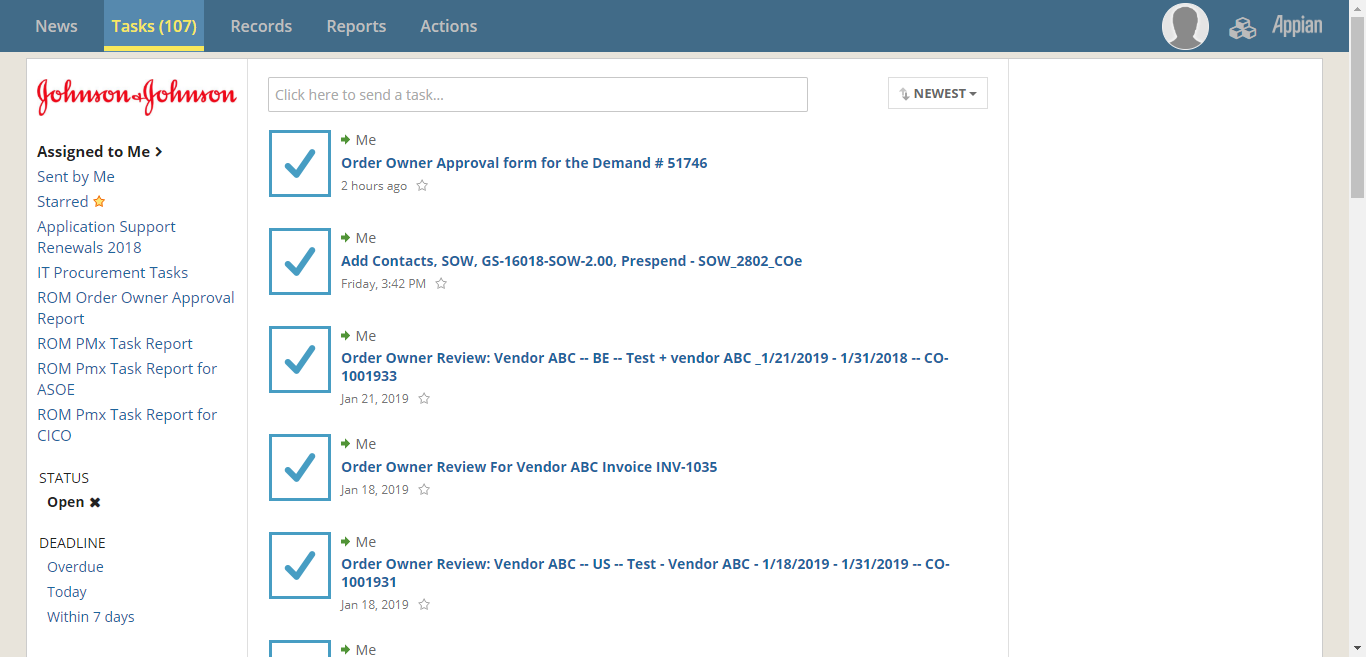 News
Tasks (107)
Records
Reports
Actions
Appian
Johnson & Johnson
Assigned to Me
Sent by Me
Starred
Application Support
Renewals 2018
IT Procurement Tasks
ROM Order Owner Approval
Report
ROM PMx Task Report
ROM Pmx Task Report for
ASOE
ROM Pmx Task Report for
CICO
STATUS
Open
DEADLINE
Overdue
Today
Within 7 days
Click here to send a task...
NEWEST
Me
Order Owner Approval form for the Demand # 51746
2 hours ago
Me
Add Contacts, SOW, GS-16018-SOW-2.00, Prespend - SOW_2802_COe
Friday, 3:42 PM
Me
Order Owner Review: Vendor ABC -- BE -- Test + vendor ABC _1/21/2019 - 1/31/2018 -- CO-
1001933
Jan 21, 2019
Me
Order Owner Review For Vendor ABC Invoice INV-1035
Jan 18, 2019
Me
Order Owner Review: Vendor ABC -- US -- Test - Vendor ABC - 1/18/2019 - 1/31/2019 -- CO-
1001931
Jan 18, 2019
Me